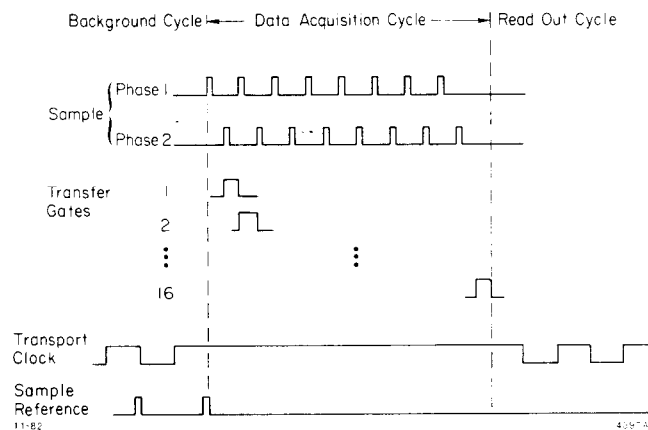 Background Cycle Data Acquisition Cycle Read Out Cycle
Phase 1
Sample
Phase 2
Transfer
Gates
1
2
16
Transport
Clock
Sample
Reference
11-82